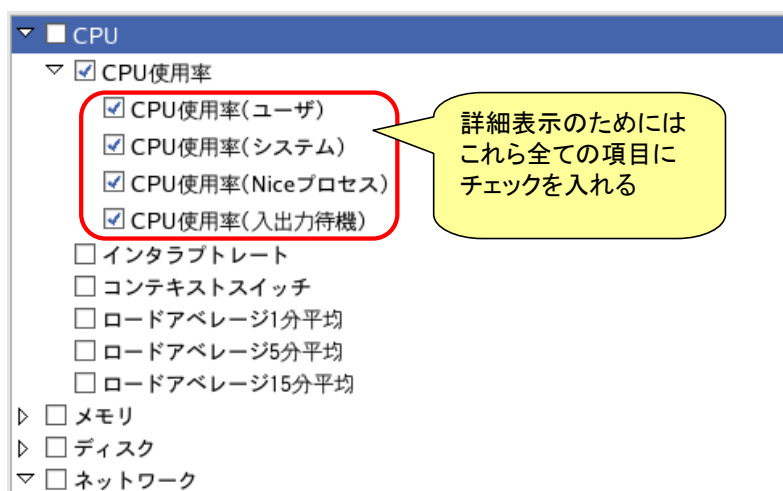 CPU
CPU使用率
CPU使用率(ユーザ)
CPU使用率(システム)
CPU使用率(Niceプロセス)
CPU使用率(入出力待機)
詳細表示のためには
これら全ての項目に
チェックを入れる
インタラプトレート
コンテキストスイッチ
ロードアベレージ1分平均
ロードアベレージ5分平均
ロードアベレージ15分平均
メモリ
ディスク
ネットワーク